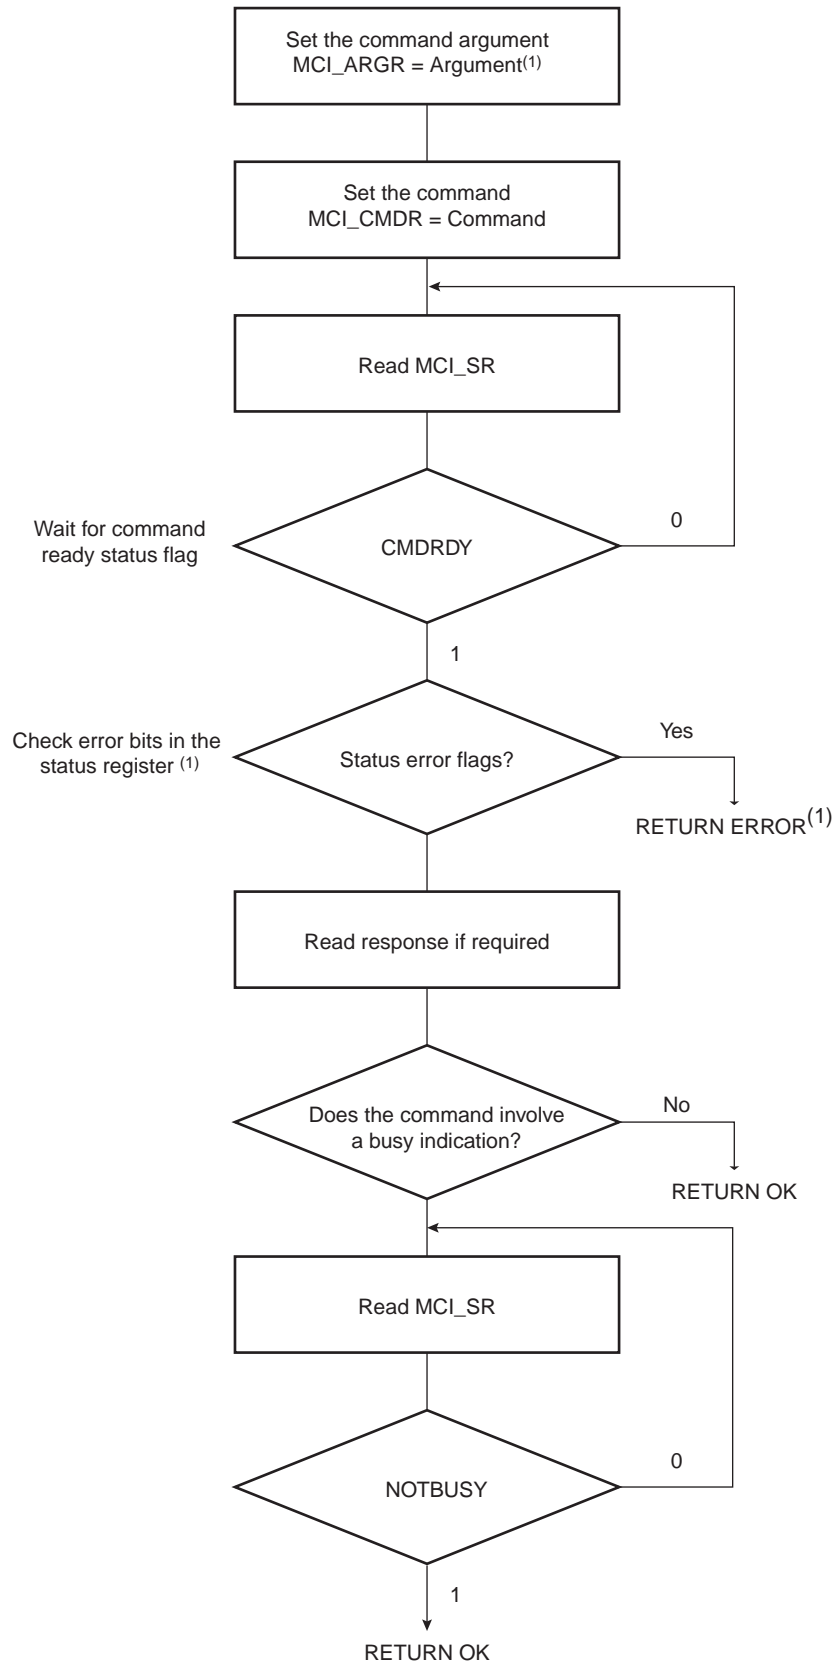 Set the command argument
MCI_ARGR = Argument(1)
Set the command
MCI_CMDR = Command
Read MCI_SR
Wait for command
ready status flag
CMDRDY
0
1
Check error bits in the
status register (1)
Status error flags?
Yes
RETURN ERROR(1)
Read response if required
Does the command involve
a busy indication?
No
RETURN OK
Read MCI_SR
NOTBUSY
0
1
RETURN OK